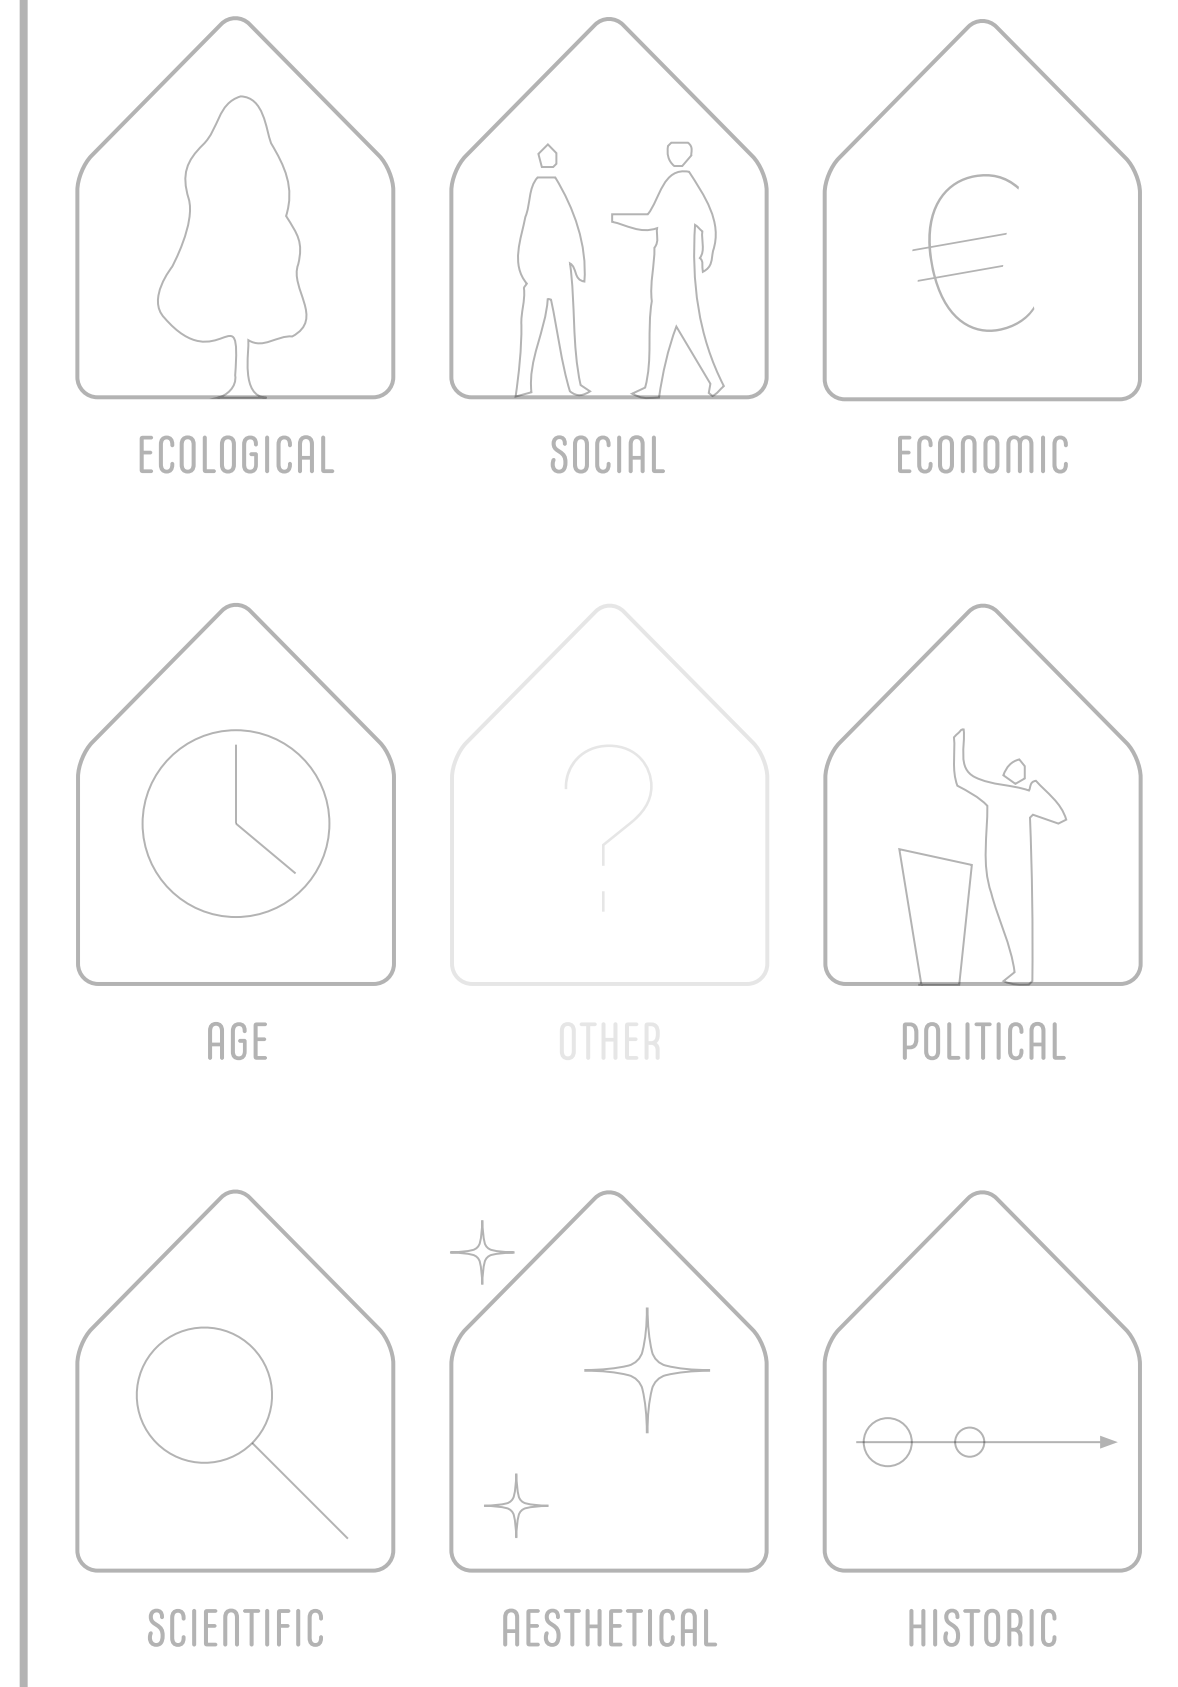 ECOLOGICAL
SOCIAL
ECONOMIC
€
AGE
OTHER
?
POLITICAL
SCIENTIFIC
AESTHETICAL
HISTORIC